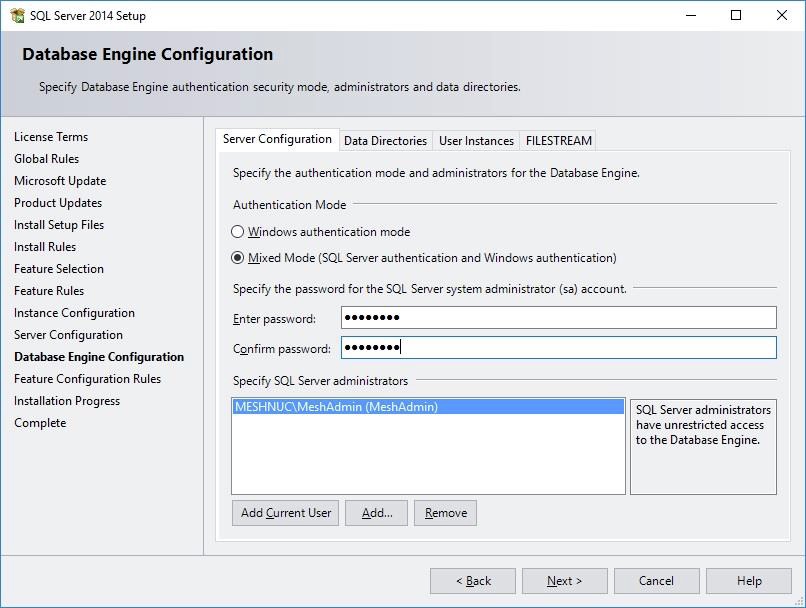 SQL Server 2014 Setup
Database Engine Configuration
Specify Database Engine authentication security mode, administrators and data directories.
License Terms
Global Rules
Microsoft Update
Product Updates
Install Setup Files
Install Rules
Feature Selection
Feature Rules
Instance Configuration
Server Configuration
Database Engine Configuration
Feature Configuration Rules
Installation Progress
Complete
Server Configuration Data Directories User Instances FILESTREAM
Specify the authentication mode and administrators for the Database Engine.
Authentication Mode
Windows authentication mode
Mixed Mode (SQL Server authentication and Windows authentication)
Specify the password for the SQL Server system administrator (sa) account.
Enter password: ●●●●●●●●
Confirm password: ●●●●●●●●
Specify SQL Server administrators
MESHNUC\MeshAdmin (MeshAdmin)
SQL Server administrators
have unrestricted access
to the Database Engine.
Add Current User Add... Remove
< Back Next > Cancel Help